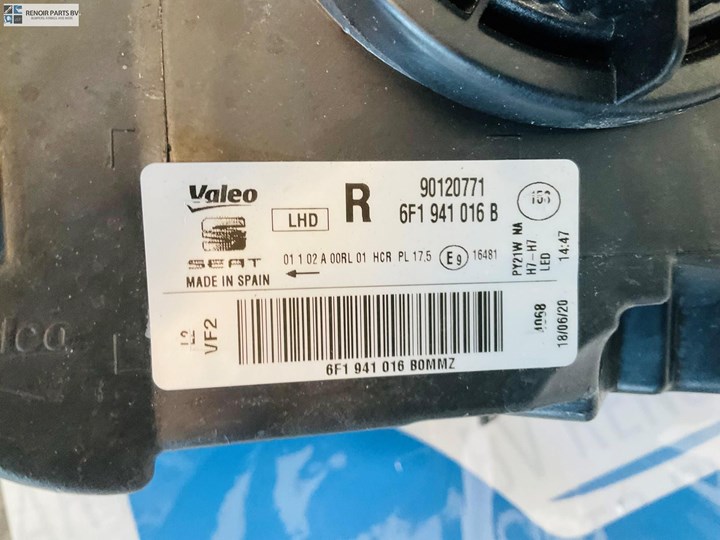 RENOIR PARTS BV
Valeo
SEAT
MADE IN SPAIN
LHD
R
90120771
6F1 941 016 B
01 1 02 A 00RL 01 HCR PL 17.5
E9
16481
PY21W NA
H7-H7
LED
14:47
VF2
4068
18/06/20
6F1 941 016 B0MMZ